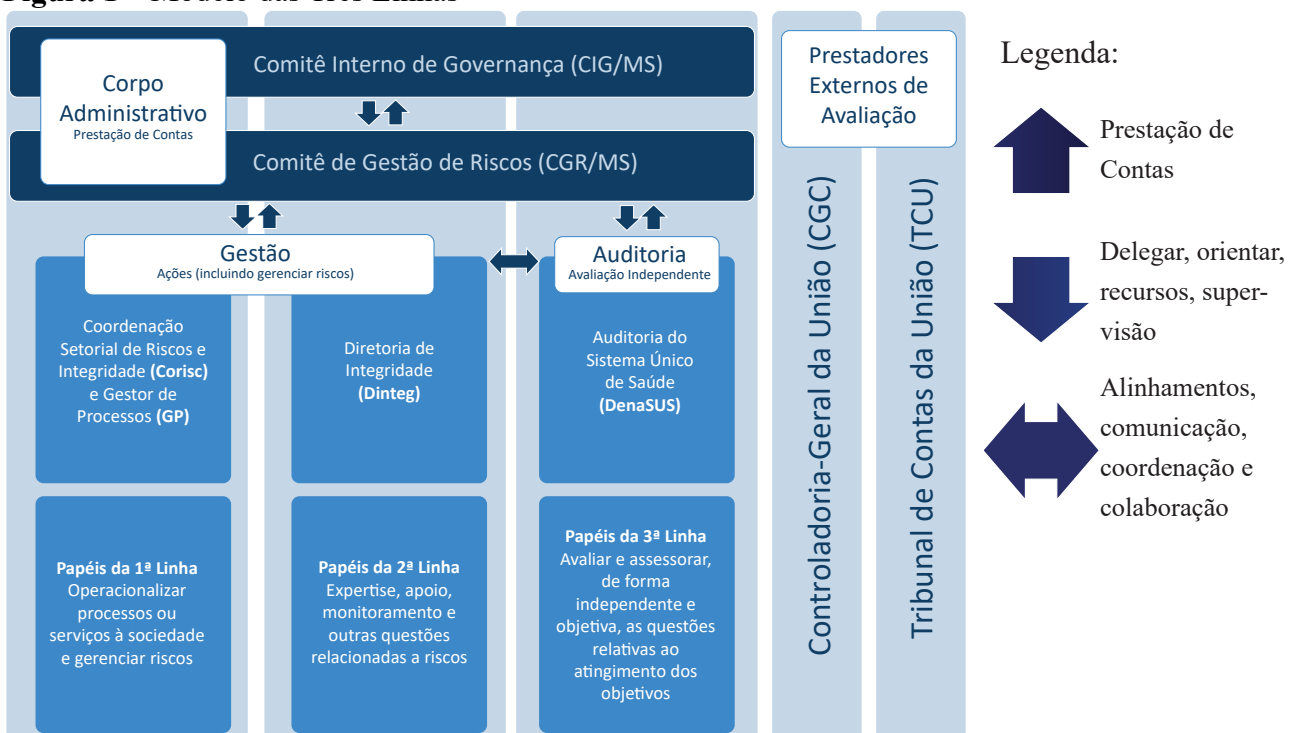 Corpo
Administrativo
Prestação de Contas
Comitê Interno de Governança (CIG/MS)
Comitê de Gestão de Riscos (CGR/MS)
Gestão
Ações (incluindo gerenciar riscos)
Auditoria
Avaliação Independente
Coordenação
Setorial de Riscos e
Integridade (Corisc)
e Gestor de
Processos (GP)
Diretoria de
Integridade
(Dinteg)
Auditoria do
Sistema Único
de Saúde
(DenaSUS)
Papéis da 1ª Linha
Operacionalizar
processos ou
serviços à sociedade
e gerenciar riscos
Papéis da 2ª Linha
Expertise, apoio,
monitoramento e
outras questões
relacionadas a riscos
Papéis da 3ª Linha
Avaliar e assessorar,
de forma
independente e
objetiva, as questões
relativas ao
atingimento dos
objetivos
Prestadores
Externos de
Avaliação
Controladoria-Geral da União (CGC)
Tribunal de Contas da União (TCU)
Legenda:
Prestação de
Contas
Delegar, orientar,
recursos, super-
visão
Alinhamentos,
comunicação,
coordenação e
colaboração